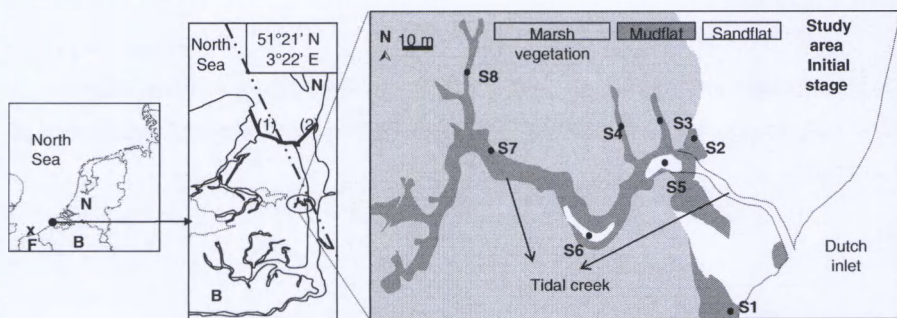 North
Sea
N
x
F
B
North
Sea
51°21' N
3°22' E
N
(1)
(2)
B
N
10 m
Marsh
vegetation
Mudflat
Sandflat
Study
area
Initial
stage
S8
S7
S4
S3
S2
S5
S6
Tidal creek
Dutch
inlet
S1